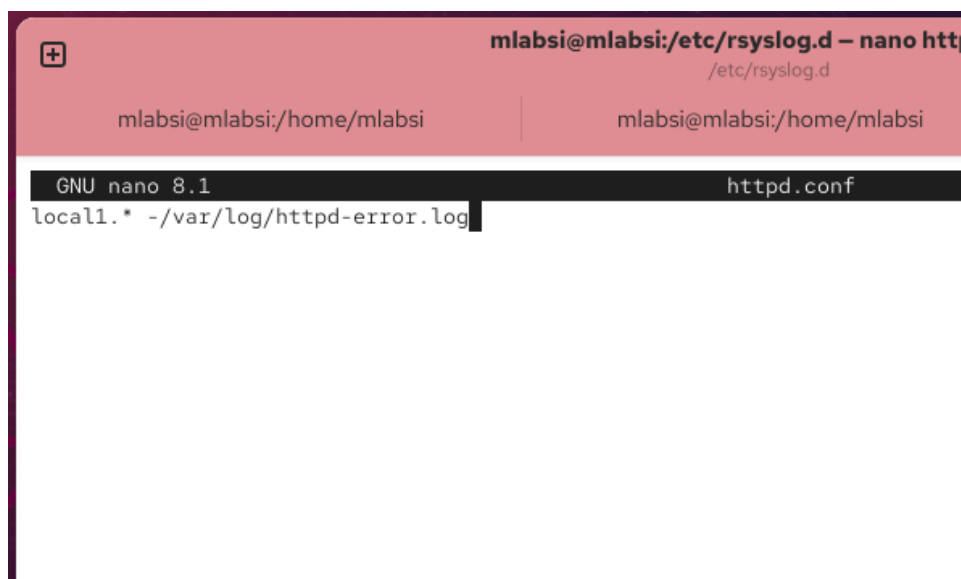 mlabsi@mlabsi:/etc/rsyslog.d — nano
/etc/rsyslog.d
mlabsi@mlabsi:/home/mlabsi mlabsi@mlabsi:/home/mlabsi
GNU nano 8.1 httpd.conf
local1.* -/var/log/httpd-error.log